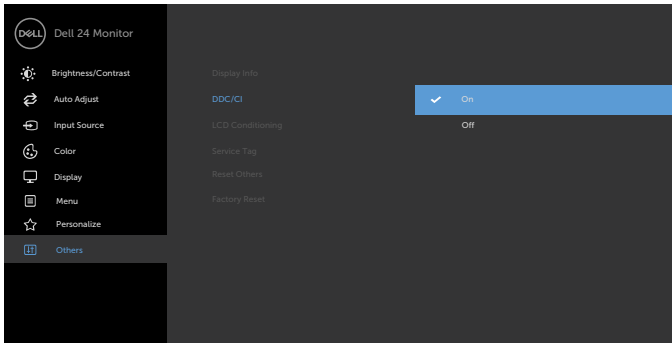 DELL Dell 24 Monitor
Brightness/Contrast
Auto Adjust
Input Source
Color
Display
Menu
Personalize
Others
Display Info
DDC/CI
LCD Conditioning
Service Tag
Reset Others
Factory Reset
On
Off